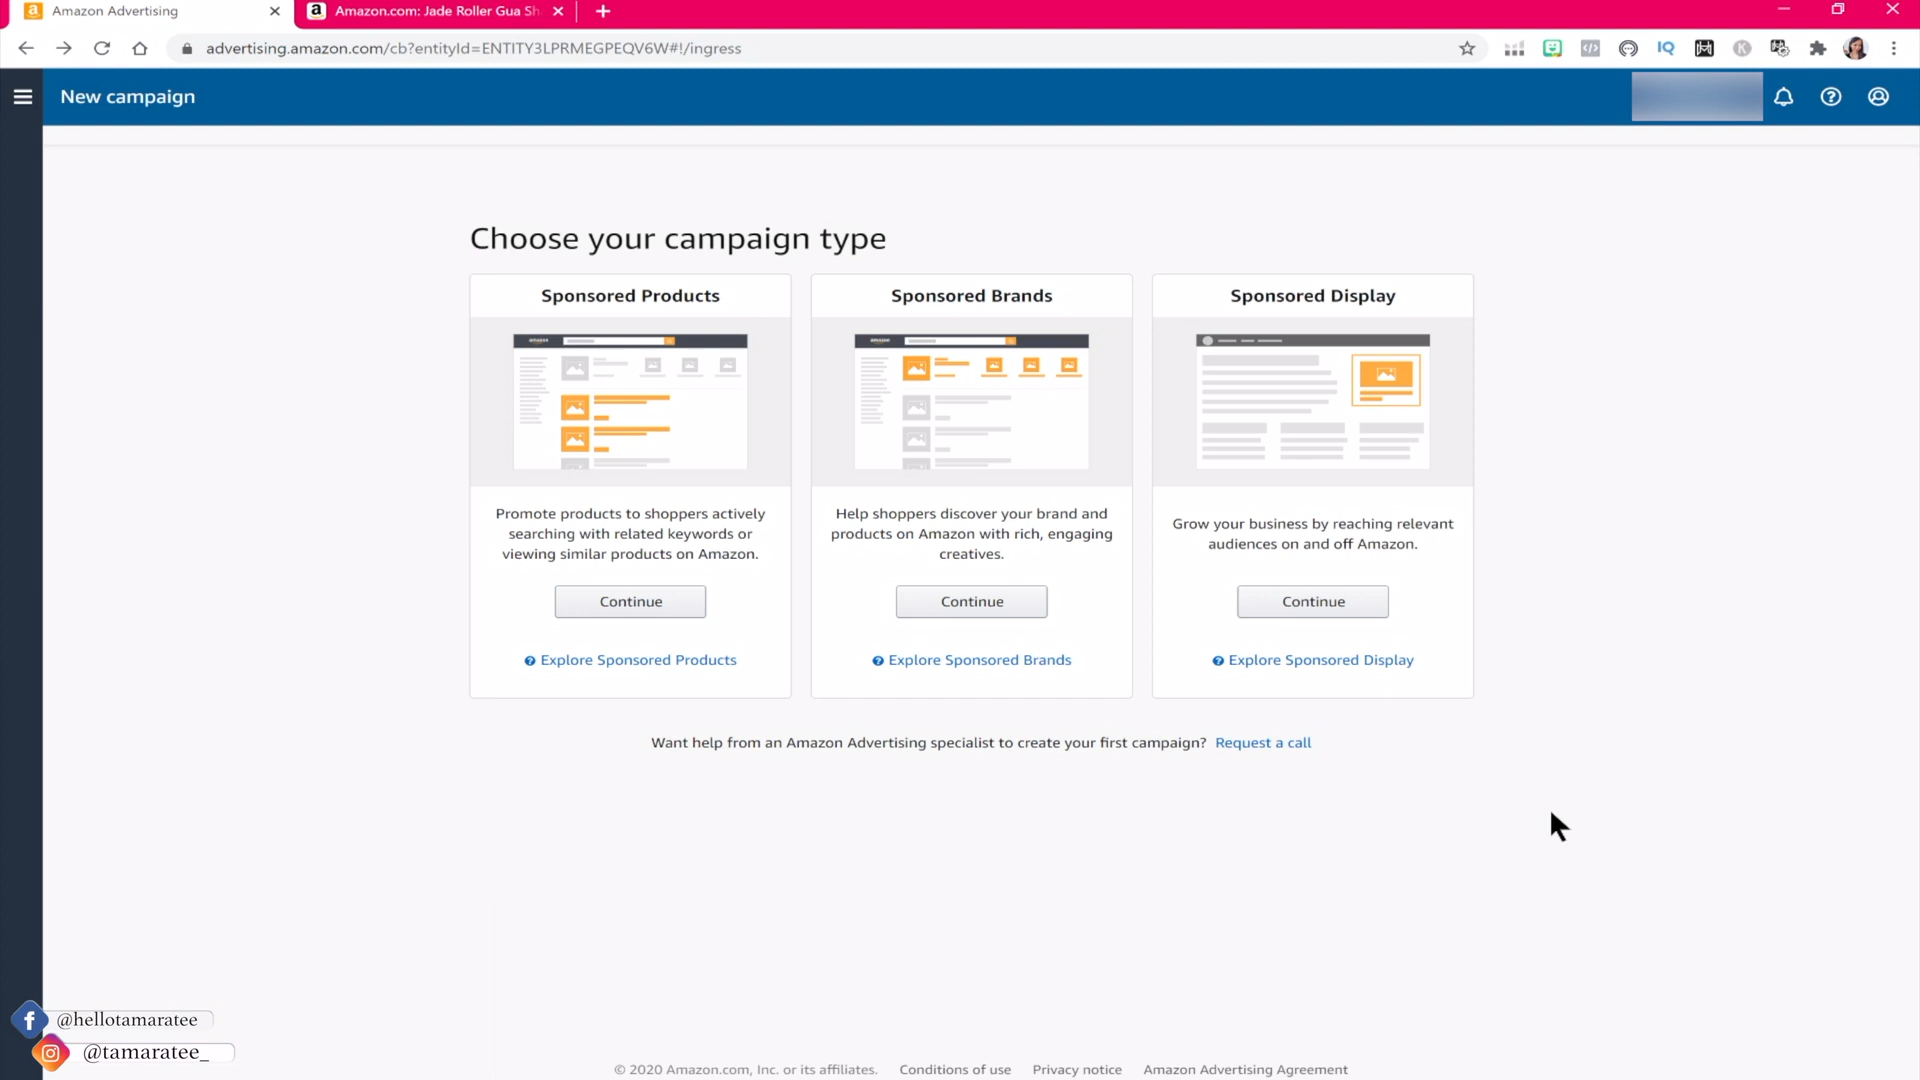 Amazon Advertising
Amazon.com: Jade Roller Gua Sh
advertising.amazon.com/cb?entityId=ENTITY3LPRMEGPEQV6W#!/ingress
IQ
New campaign
Choose your campaign type
Sponsored Products
Promote products to shoppers actively
searching with related keywords or
viewing similar products on Amazon.
Continue
Explore Sponsored Products
Sponsored Brands
Help shoppers discover your brand and
products on Amazon with rich, engaging
creatives.
Continue
Explore Sponsored Brands
Sponsored Display
Grow your business by reaching relevant
audiences on and off Amazon.
Continue
Explore Sponsored Display
Want help from an Amazon Advertising specialist to create your first campaign? Request a call
@hellotamaratee
@tamaratee_
© 2020 Amazon.com, Inc. or its affiliates. Conditions of use Privacy notice Amazon Advertising Agreement